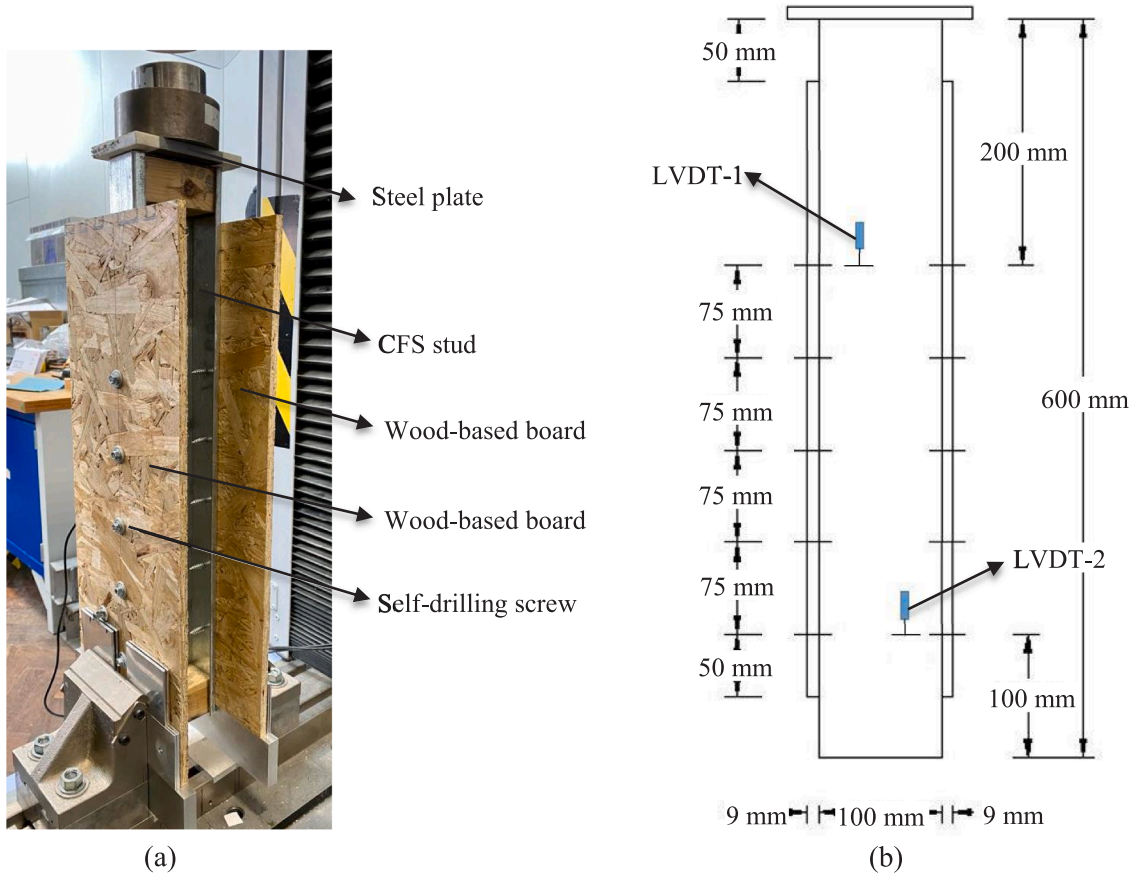 Steel plate
CFS stud
Wood-based board
Wood-based board
Self-drilling screw
(a)
50 mm
200 mm
LVDT-1
75 mm
75 mm
600 mm
75 mm
75 mm
LVDT-2
50 mm
100 mm
9 mm
100 mm
9 mm
(b)